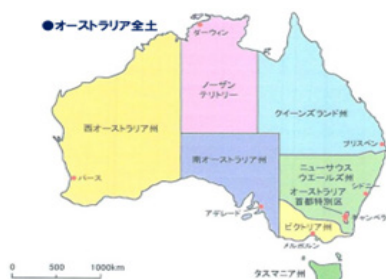 ●オーストラリア全土
ダーウィン
ノーザン
テリトリー
クイーンズランド州
西オーストラリア州
ブリスベン
南オーストラリア州
ニューサウス
ウエールズ州
シドニー
オーストラリア
首都特別区
パース
キャンベラ
アデレード
ビクトリア州
メルボルン
タスマニア州
0 500 1000km